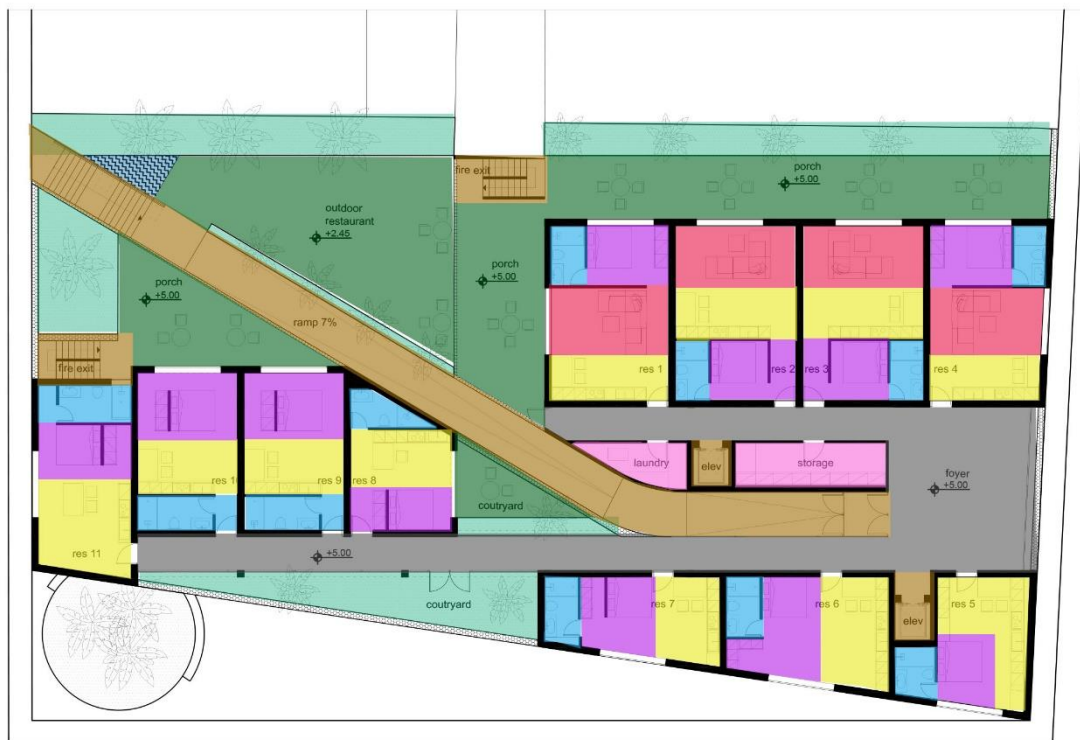 fire exit
porch
+5.00
outdoor
restaurant
+2.45
porch
+5.00
porch
+5.00
ramp 7%
fire exit
res 1
res 2
res 3
res 4
res 10
res 9
res 8
laundry
elev
storage
foyer
+5.00
coutryard
res 11
+5.00
coutryard
res 7
res 6
elev
res 5